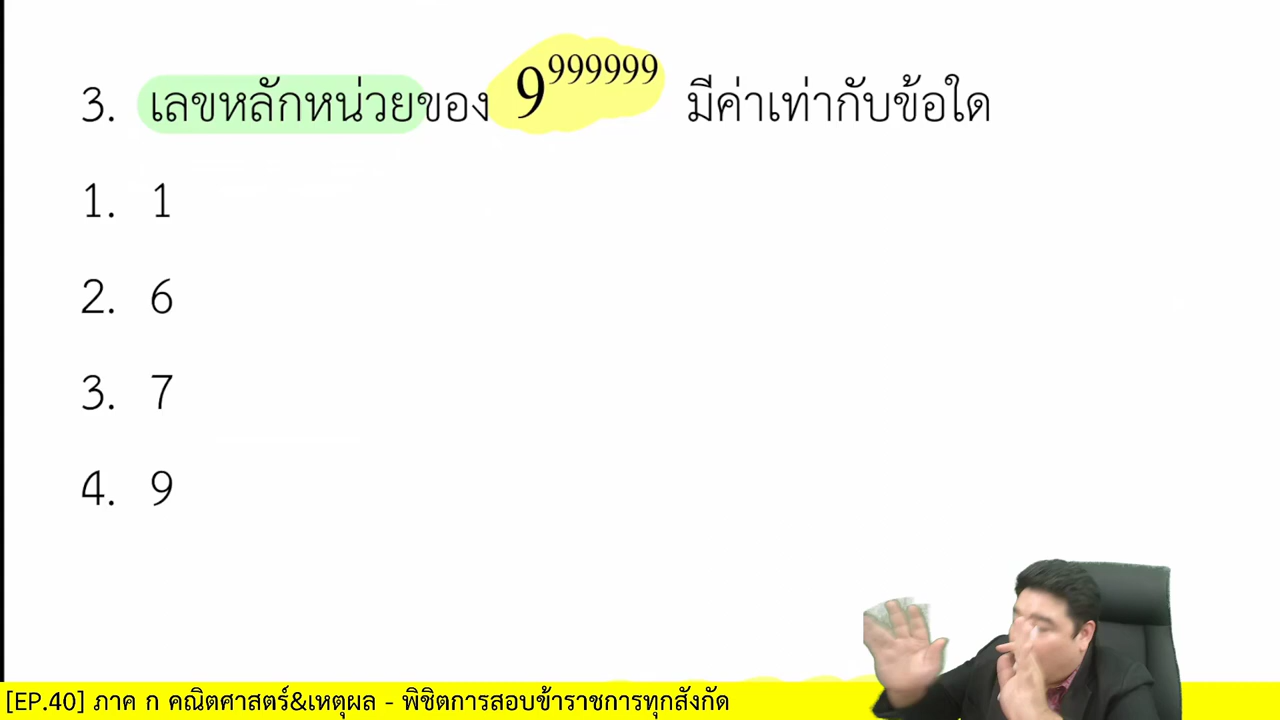 3. เลขหลักหน่วยของ 9^999999 มีค่าเท่ากับข้อใด
1. 1
2. 6
3. 7
4. 9
[EP.40] ภาค ก คณิตศาสตร์&เหตุผล - พิชิตการสอบข้าราชการทุกสังกัด